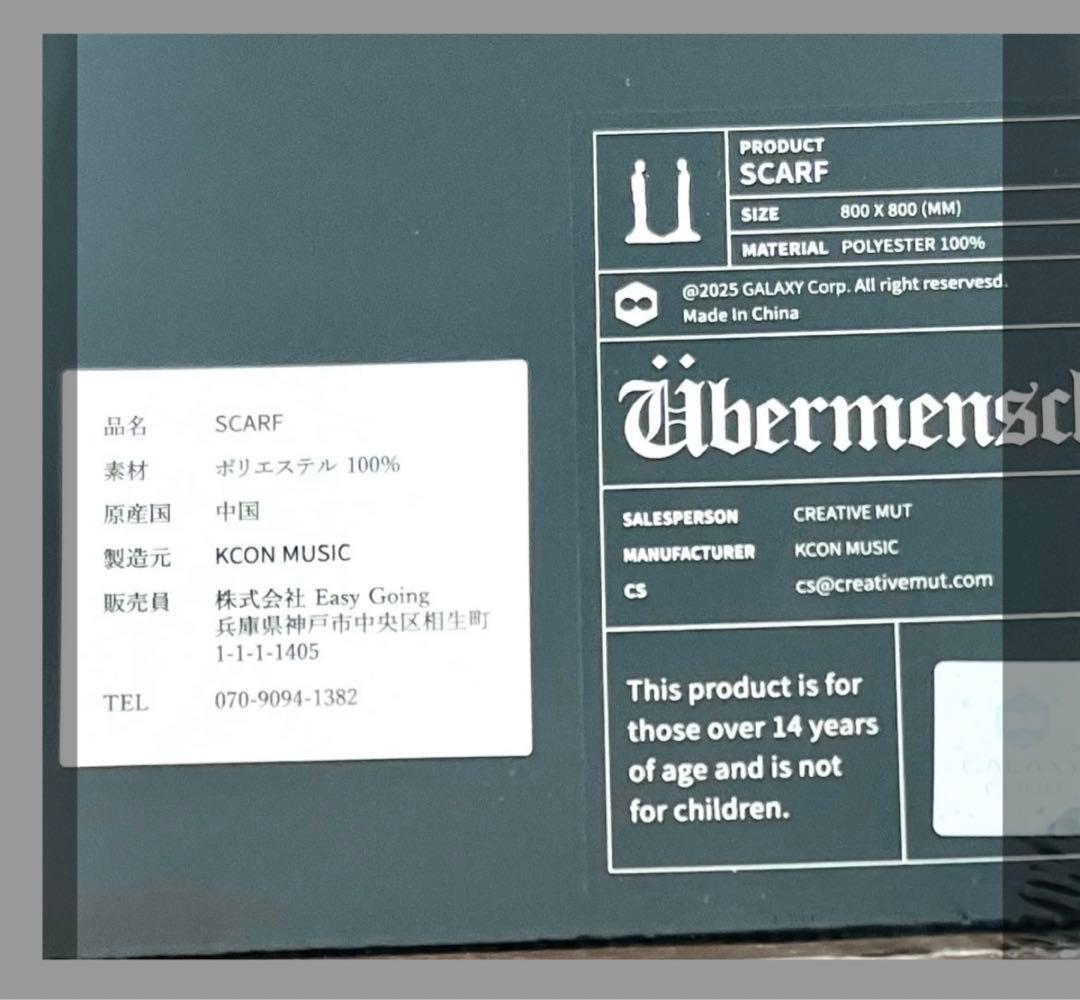 品名 SCARF
素材 ポリエステル 100%
原産国 中国
製造元 KCON MUSIC
販売員 株式会社 Easy Going
兵庫県神戸市中央区相生町
1-1-1-1405
TEL 070-9094-1382
PRODUCT
SCARF
SIZE 800 X 800 (MM)
MATERIAL POLYESTER 100%
@2025 GALAXY Corp. All right reservesd.
Made In China
Übermensc
SALESPERSON CREATIVE MUT
MANUFACTURER KCON MUSIC
CS cs@creativemut.com
This product is for
those over 14 years
of age and is not
for children.
GALAXY